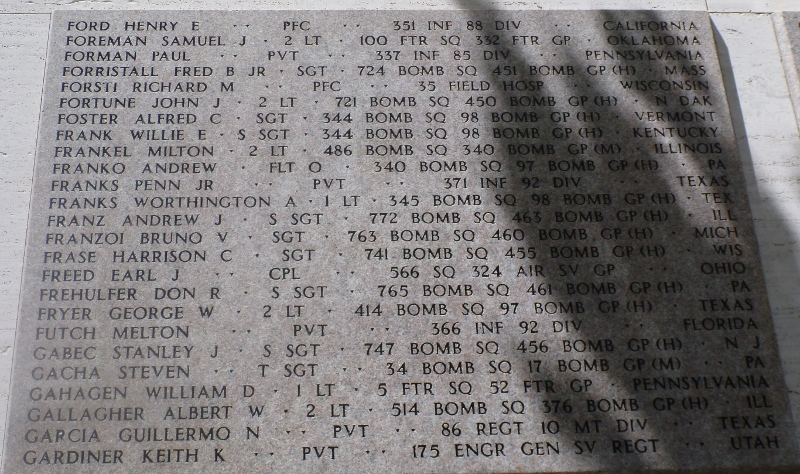 FORD HENRY E · · PFC · · 351 INF 88 DIV · · CALIFORNIA
FOREMAN SAMUEL J · 2 LT · 100 FTR SQ 332 FTR GP · OKLAHOMA
FORMAN PAUL · · PVT · · 337 INF 85 DIV · · PENNSYLVANIA
FORRISTALL FRED B JR · SGT · 724 BOMB SQ 451 BOMB GP (H) · MASS
FORSTI RICHARD M · · PFC · · 35 FIELD HOSP · · WISCONSIN
FORTUNE JOHN J · 2 LT · 721 BOMB SQ 450 BOMB GP (H) · N DAK
FOSTER ALFRED C · SGT · 344 BOMB SQ 98 BOMB GP (H) · VERMONT
FRANK WILLIE E · S SGT · 344 BOMB SQ 98 BOMB GP (H) · KENTUCKY
FRANKEL MILTON · 2 LT · 486 BOMB SQ 340 BOMB GP (M) · ILLINOIS
FRANKO ANDREW · FLT O · 340 BOMB SQ 97 BOMB GP (H) · PA
FRANKS PENN JR · · PVT · · 371 INF 92 DIV · · TEXAS
FRANKS WORTHINGTON A · 1 LT · 345 BOMB SQ 98 BOMB GP (H) · TEX
FRANZ ANDREW J · S SGT · 772 BOMB SQ 463 BOMB GP (H) · ILL
FRANZOI BRUNO V · SGT · 763 BOMB SQ 460 BOMB GP (H) · MICH
FRASE HARRISON C · SGT · 741 BOMB SQ 455 BOMB GP (H) · WIS
FREED EARL J · · CPL · · 566 SQ 324 AIR SV GP · · OHIO
FREHULFER DON R · S SGT · 765 BOMB SQ 461 BOMB GP (H) · PA
FRYER GEORGE W · 2 LT · 414 BOMB SQ 97 BOMB GP (H) · TEXAS
FUTCH MELTON · · PVT · · 366 INF 92 DIV · · FLORIDA
GABEC STANLEY J · S SGT · 747 BOMB SQ 456 BOMB GP (H) · N J
GACHA STEVEN · · T SGT · · 34 BOMB SQ 17 BOMB GP (M) · · PA
GAHAGEN WILLIAM D · 1 LT · 5 FTR SQ 52 FTR GP · PENNSYLVANIA
GALLAGHER ALBERT W · 2 LT · 514 BOMB SQ 376 BOMB GP (H) · ILL
GARCIA GUILLERMO N · · PVT · · 86 REGT 10 MT DIV · · TEXAS
GARDINER KEITH K · · PVT · · 175 ENGR GEN SV REGT · · UTAH